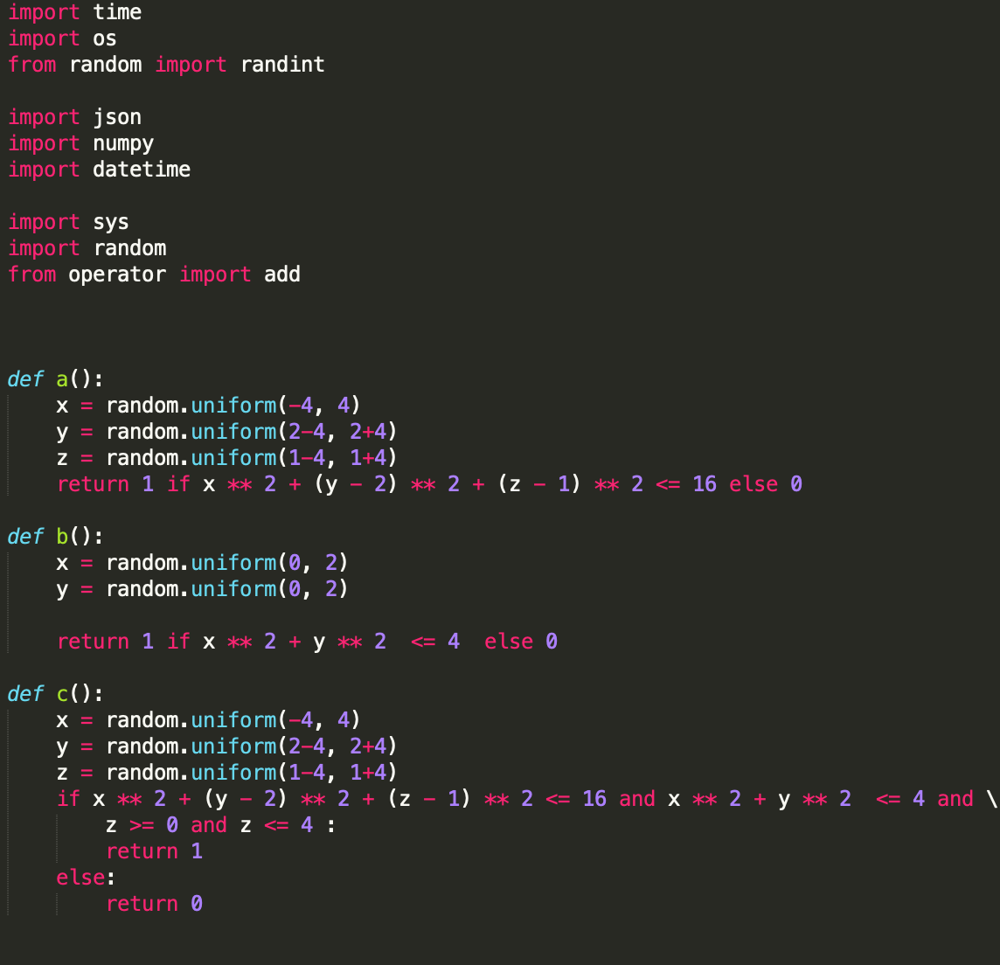 import time
import os
from random import randint
import json
import numpy
import datetime
import sys
import random
from operator import add
def a():
x = random.uniform(-4, 4)
y = random.uniform(2-4, 2+4)
z = random.uniform(1-4, 1+4)
return 1 if x ** 2 + (y - 2) ** 2 + (z - 1) ** 2 <= 16 else 0
def b():
x = random.uniform(0, 2)
y = random.uniform(0, 2)
return 1 if x ** 2 + y ** 2  <= 4  else 0
def c():
x = random.uniform(-4, 4)
y = random.uniform(2-4, 2+4)
z = random.uniform(1-4, 1+4)
if x ** 2 + (y - 2) ** 2 + (z - 1) ** 2 <= 16 and x ** 2 + y ** 2  <= 4 and \
z >= 0 and z <= 4 :
return 1
else:
return 0